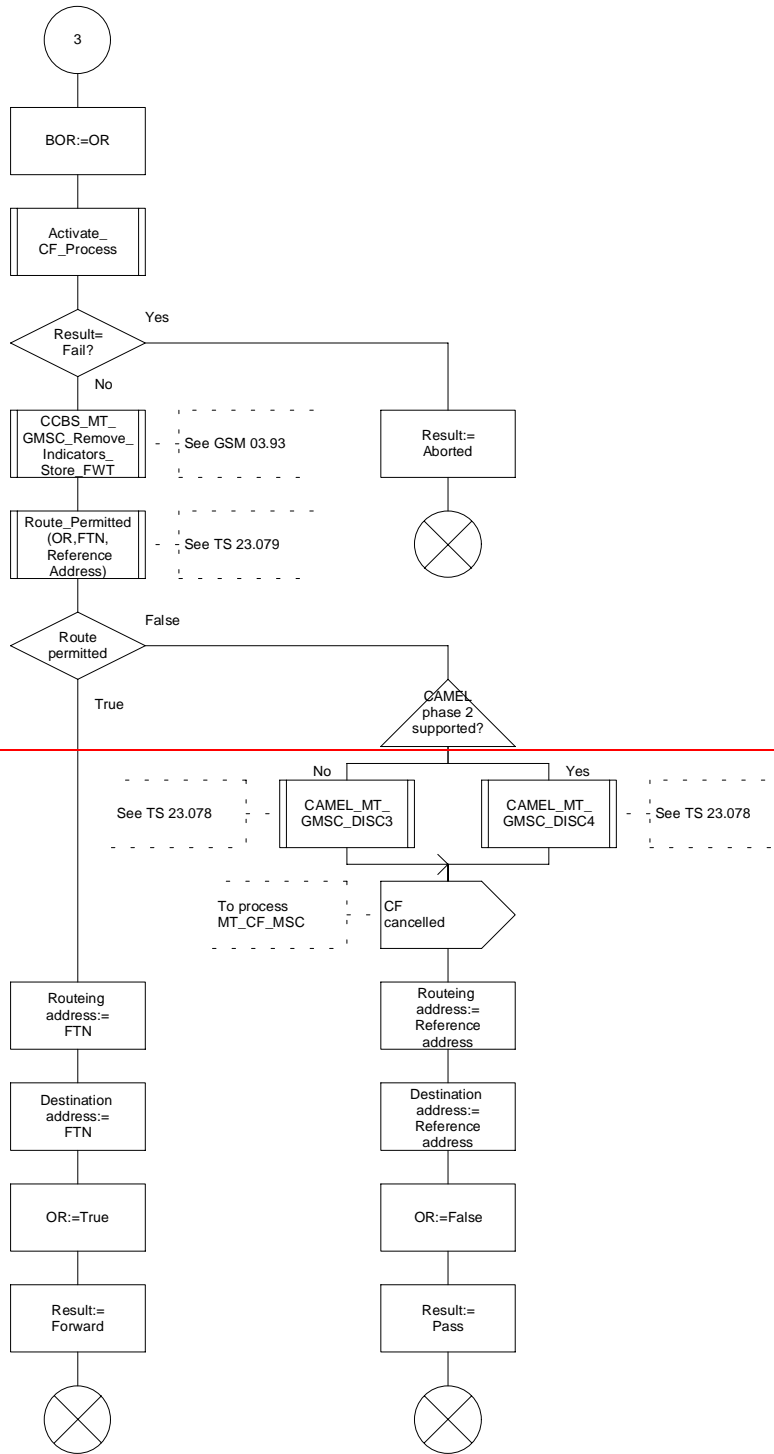 3
BOR:=OR
Activate_
CF_Process
Result=
Fail?
Yes
No
CCBS_MT_
GMSC_Remove_
Indicators_
Store_FWT
See GSM 03.93
Result:=
Aborted
Route_Permitted
(OR,FTN,
Reference
Address)
See TS 23.079
Route
permitted
False
True
CAMEL
phase 2
supported?
No
Yes
See TS 23.078
CAMEL_MT_
GMSC_DISC3
CAMEL_MT_
GMSC_DISC4
See TS 23.078
To process
MT_CF_MSC
CF
cancelled
Routeing
address:=
FTN
Routeing
address:=
Reference
address
Destination
address:=
FTN
Destination
address:=
Reference
address
OR:=True
OR:=False
Result:=
Forward
Result:=
Pass